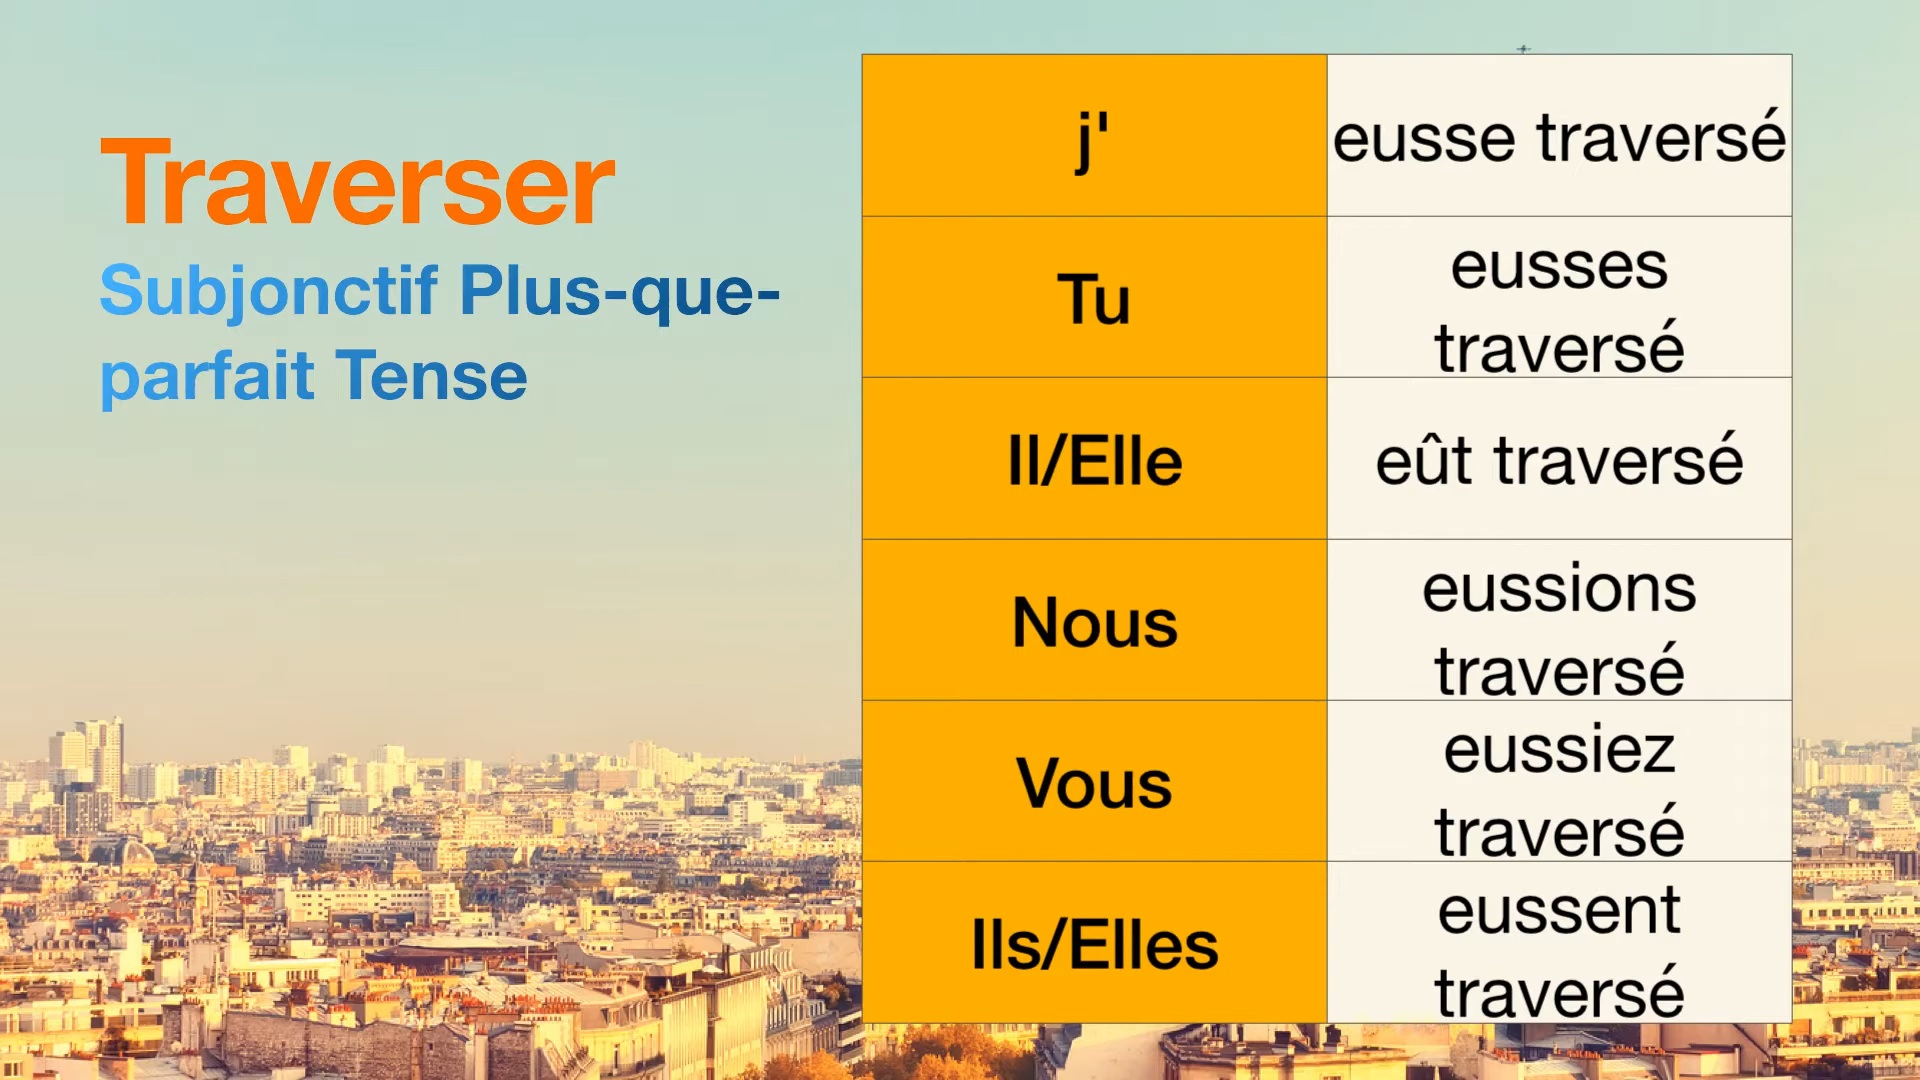 Traverser
Subjonctif Plus-que-
parfait Tense
j'
eusse traversé
Tu
eusses
traversé
Il/Elle
eût traversé
Nous
eussions
traversé
Vous
eussiez
traversé
Ils/Elles
eussent
traversé